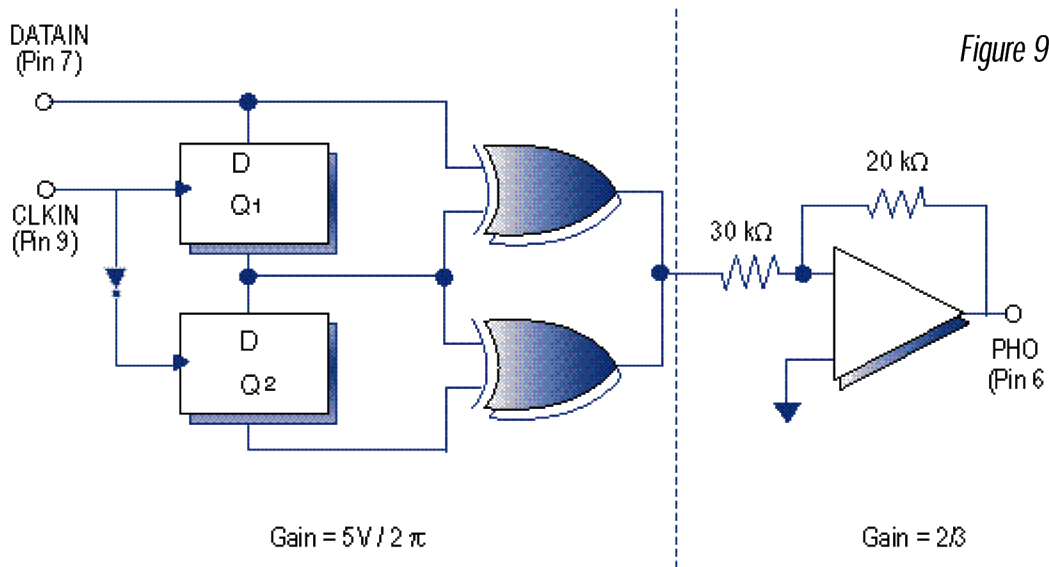 DATAIN
(Pin 7)
Figure 9
D
Q1
CLKIN
(Pin 9)
20 kΩ
30 kΩ
D
Q2
PHO
(Pin 6
Gain = 5V / 2 π
Gain = 2/3